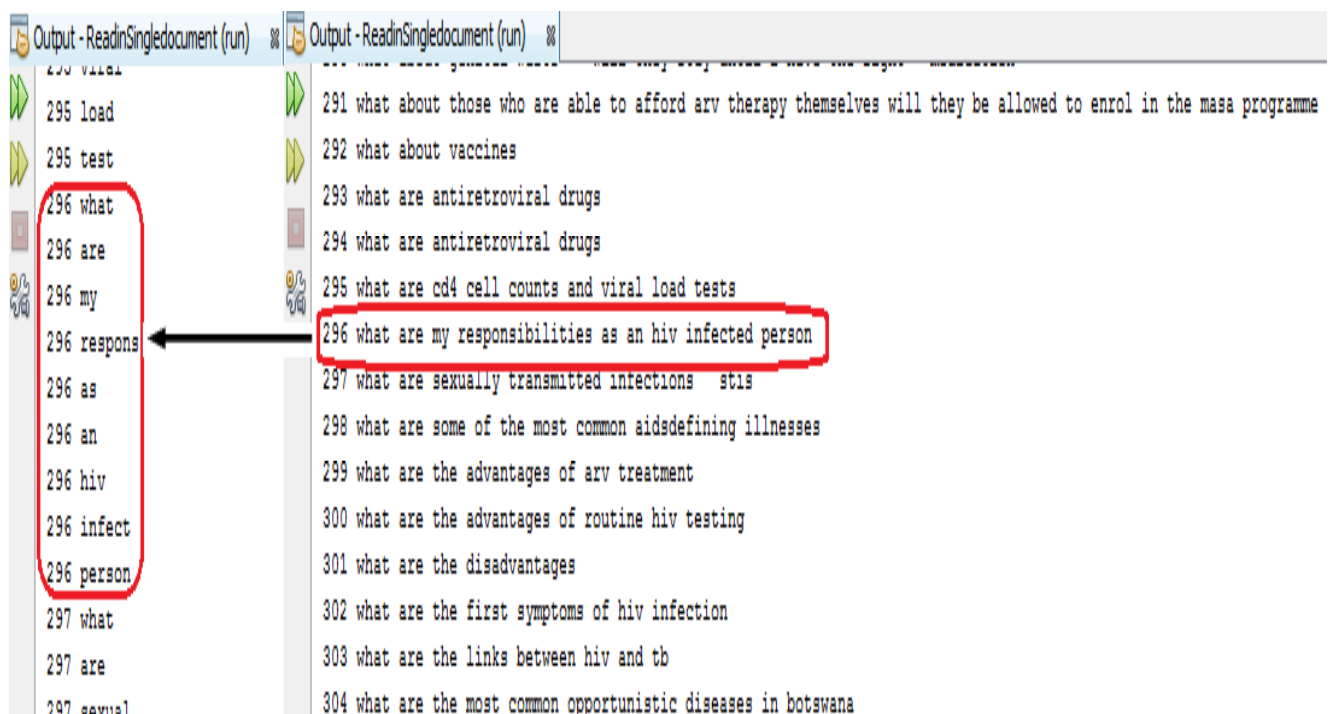 Output - ReadinSingledocument (run)
295 viral
295 load
295 test
296 what
296 are
296 my
296 respons
296 as
296 an
296 hiv
296 infect
296 person
297 what
297 are
297 sexual
Output - ReadinSingledocument (run)
291 what about those who are able to afford arv therapy themselves will they be allowed to enrol in the masa programme
292 what about vaccines
293 what are antiretroviral drugs
294 what are antiretroviral drugs
295 what are cd4 cell counts and viral load tests
296 what are my responsibilities as an hiv infected person
297 what are sexually transmitted infections stis
298 what are some of the most common aidsdefining illnesses
299 what are the advantages of arv treatment
300 what are the advantages of routine hiv testing
301 what are the disadvantages
302 what are the first symptoms of hiv infection
303 what are the links between hiv and tb
304 what are the most common opportunistic diseases in botswana